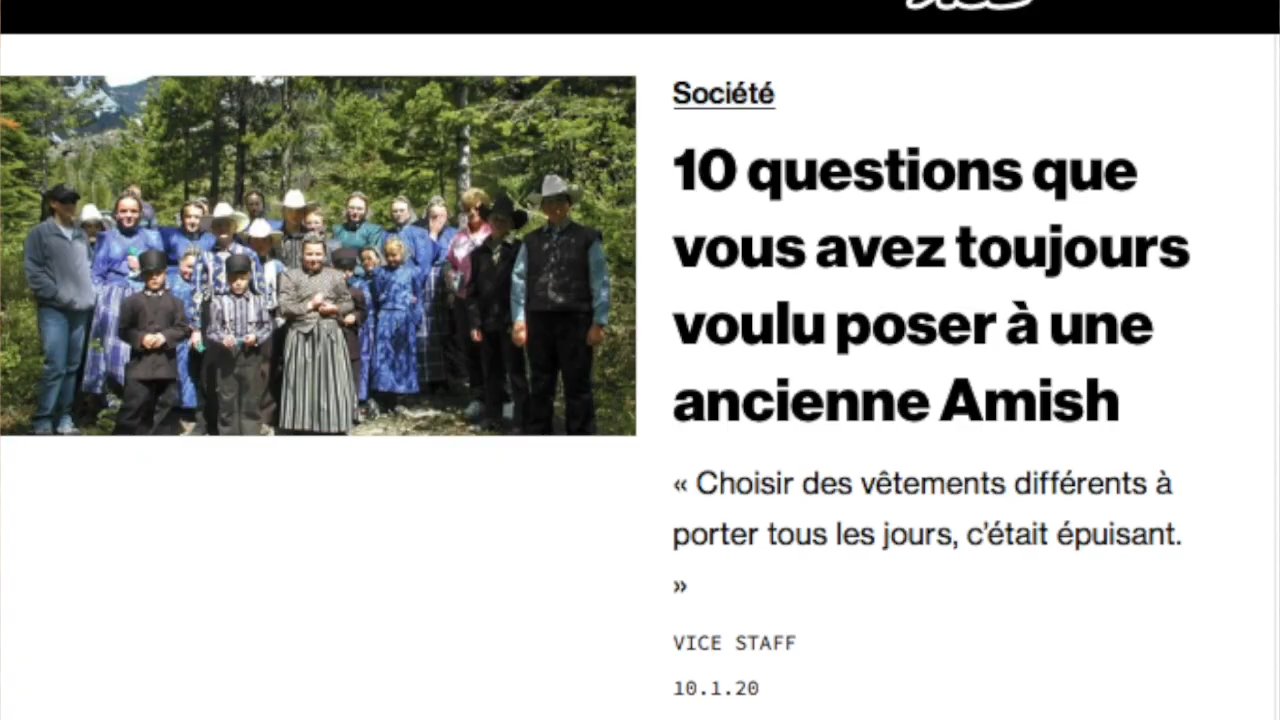 Société
10 questions que
vous avez toujours
voulu poser à une
ancienne Amish
« Choisir des vêtements différents à
porter tous les jours, c'était épuisant.
»
VICE STAFF
10.1.20